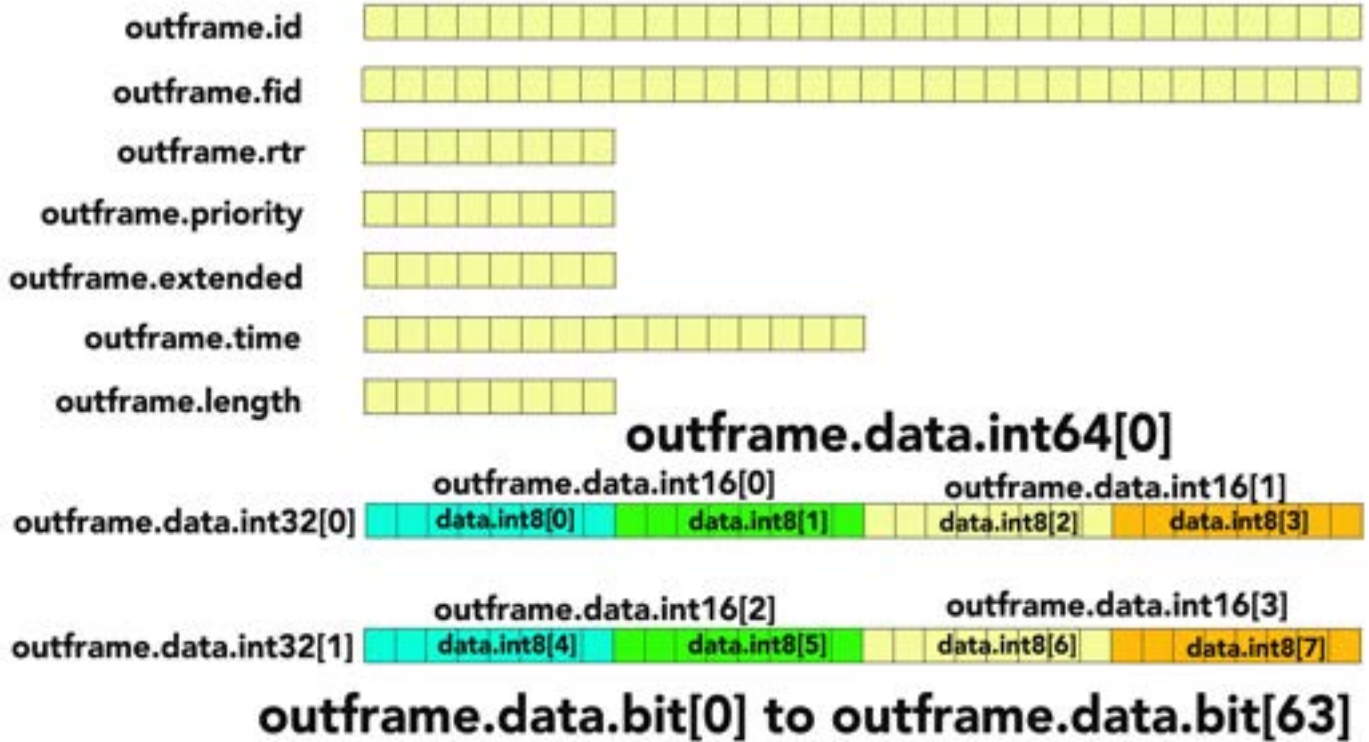 outframe.id
outframe.fid
outframe.rtr
outframe.priority
outframe.extended
outframe.time
outframe.length
outframe.data.int64[0]
outframe.data.int16[0] outframe.data.int16[1]
outframe.data.int32[0] data.int8[0] data.int8[1] data.int8[2] data.int8[3]
outframe.data.int16[2] outframe.data.int16[3]
outframe.data.int32[1] data.int8[4] data.int8[5] data.int8[6] data.int8[7]
outframe.data.bit[0] to outframe.data.bit[63]